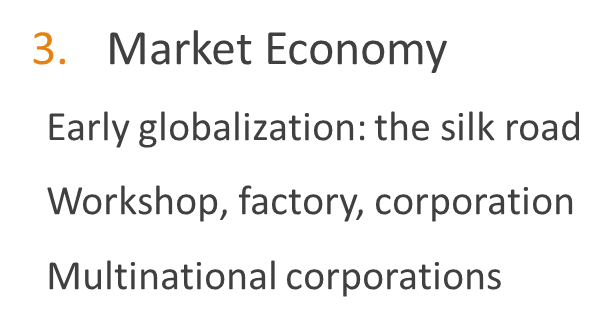 3. Market Economy
Early globalization: the silk road
Workshop, factory, corporation
Multinational corporations